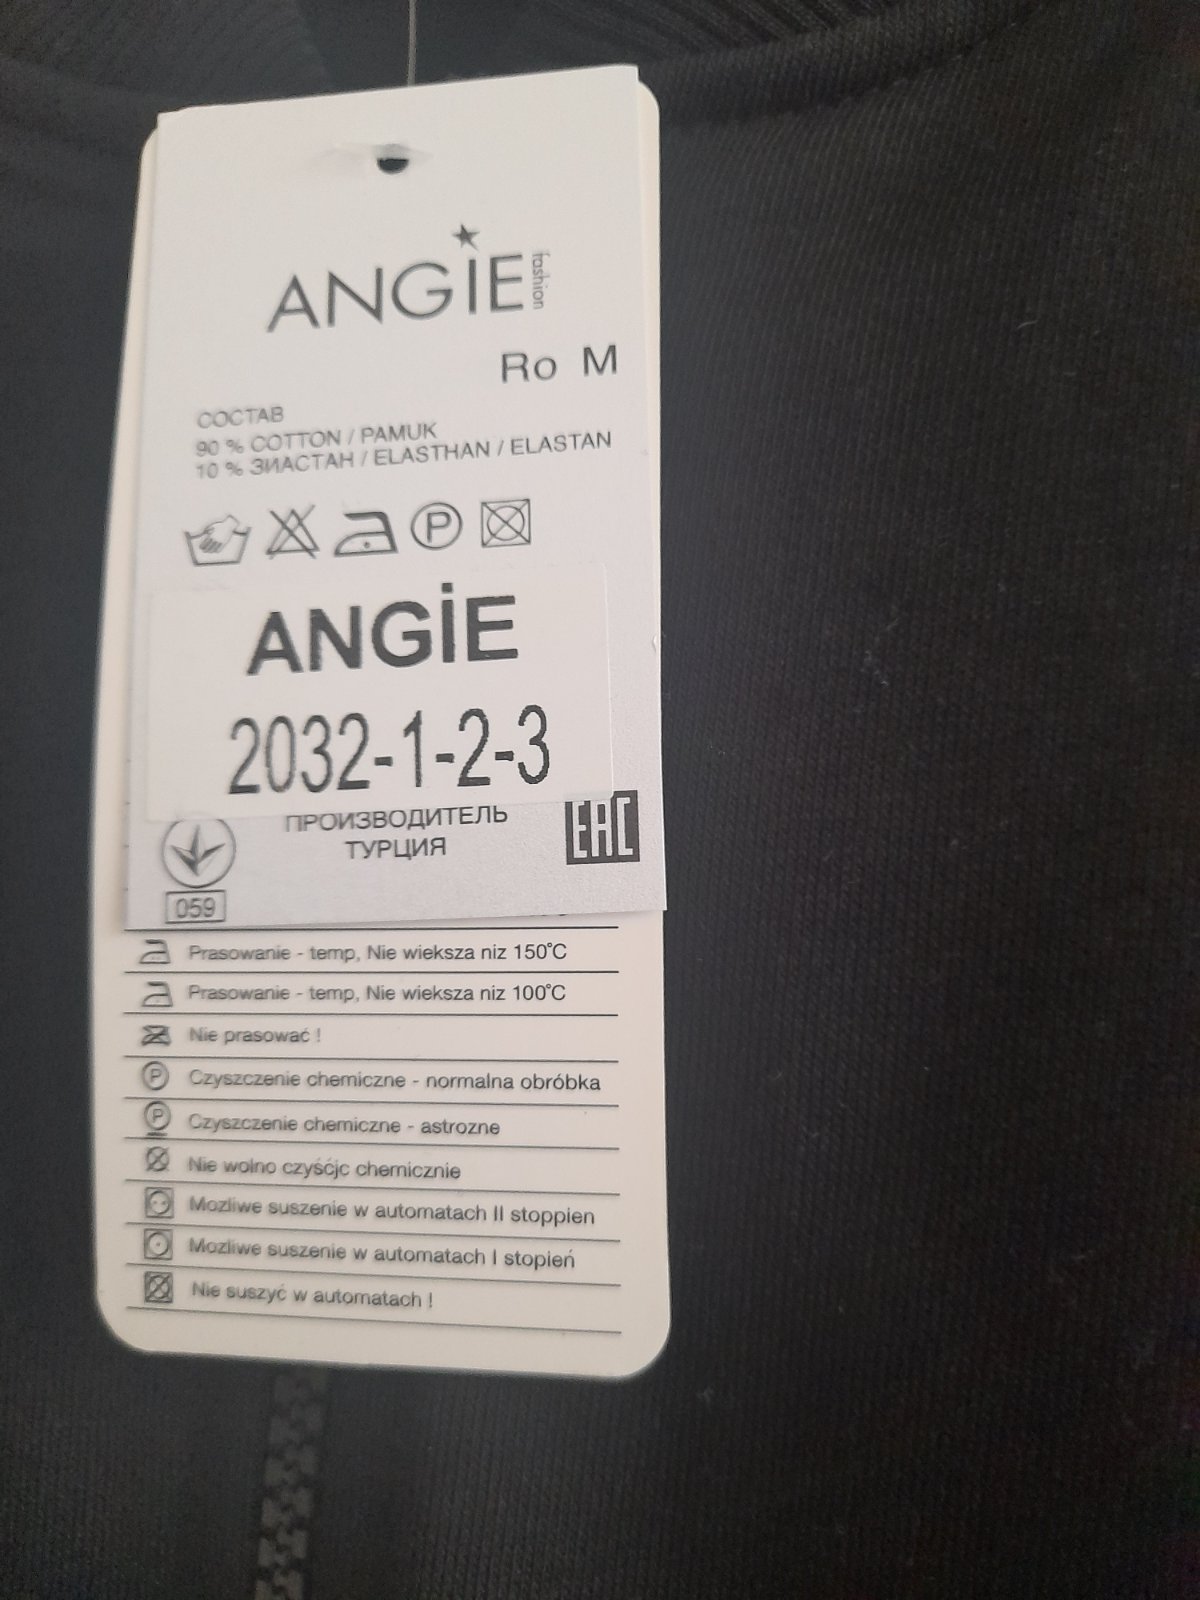 ANGiE fashion
Ro M
СОСТАВ
90 % COTTON / PAMUK
10 % ЗИАСТАН / ELASTHAN / ELASTAN
P
ANGiE
2032-1-2-3
ПРОИЗВОДИТЕЛЬ
ТУРЦИЯ
EAC
059
Prasowanie - temp, Nie wieksza niz 150°C
Prasowanie - temp, Nie wieksza niz 100°C
Nie prasować !
P Czyszczenie chemiczne - normalna obróbka
P Czyszczenie chemiczne - astrozne
Nie wolno czyśćjc chemicznie
Mozliwe suszenie w automatach II stoppien
Mozliwe suszenie w automatach I stopień
Nie suszyć w automatach !